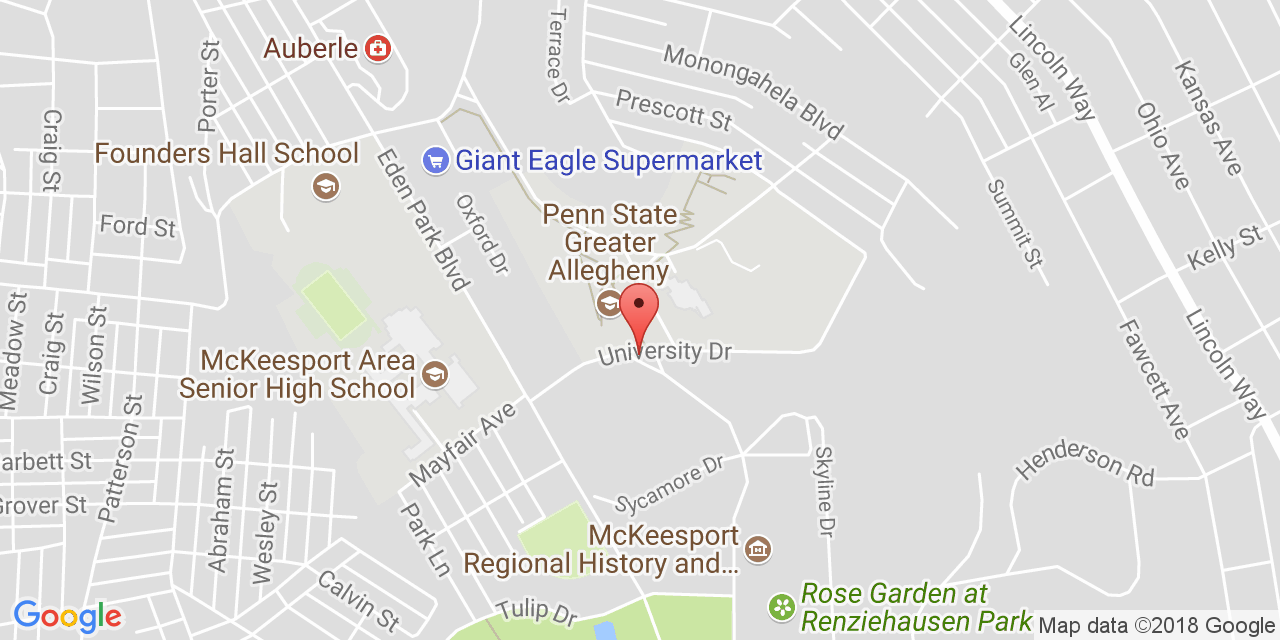 Auberle
Porter St
Terrace Dr
Monongahela Blvd
Lincoln Way
Glen Al
Kansas Ave
Ohio Ave
Prescott St
Craig St
Founders Hall School
Giant Eagle Supermarket
Eden Park Blvd
Oxford Dr
Ford St
Penn State
Greater
Allegheny
Summit St
Kelly St
Meadow St
Craig St
Wilson St
University Dr
McKeesport Area
Senior High School
Fawcett Ave
Lincoln Way
Mayfair Ave
Patterson St
arbett St
Grover St
Abraham St
Wesley St
Park Ln
Calvin St
Sycamore Dr
Skyline Dr
Henderson Rd
McKeesport
Regional History and...
Tulip Dr
Rose Garden at
Renziehausen Park
Google
Map data ©2018 Google